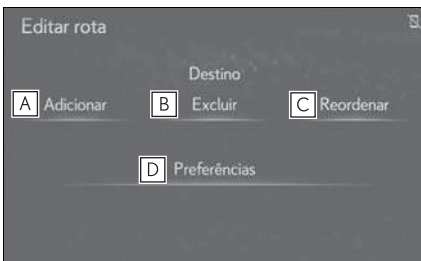 Editar rota
Destino
A Adicionar B Excluir C Reordenar
D Preferências